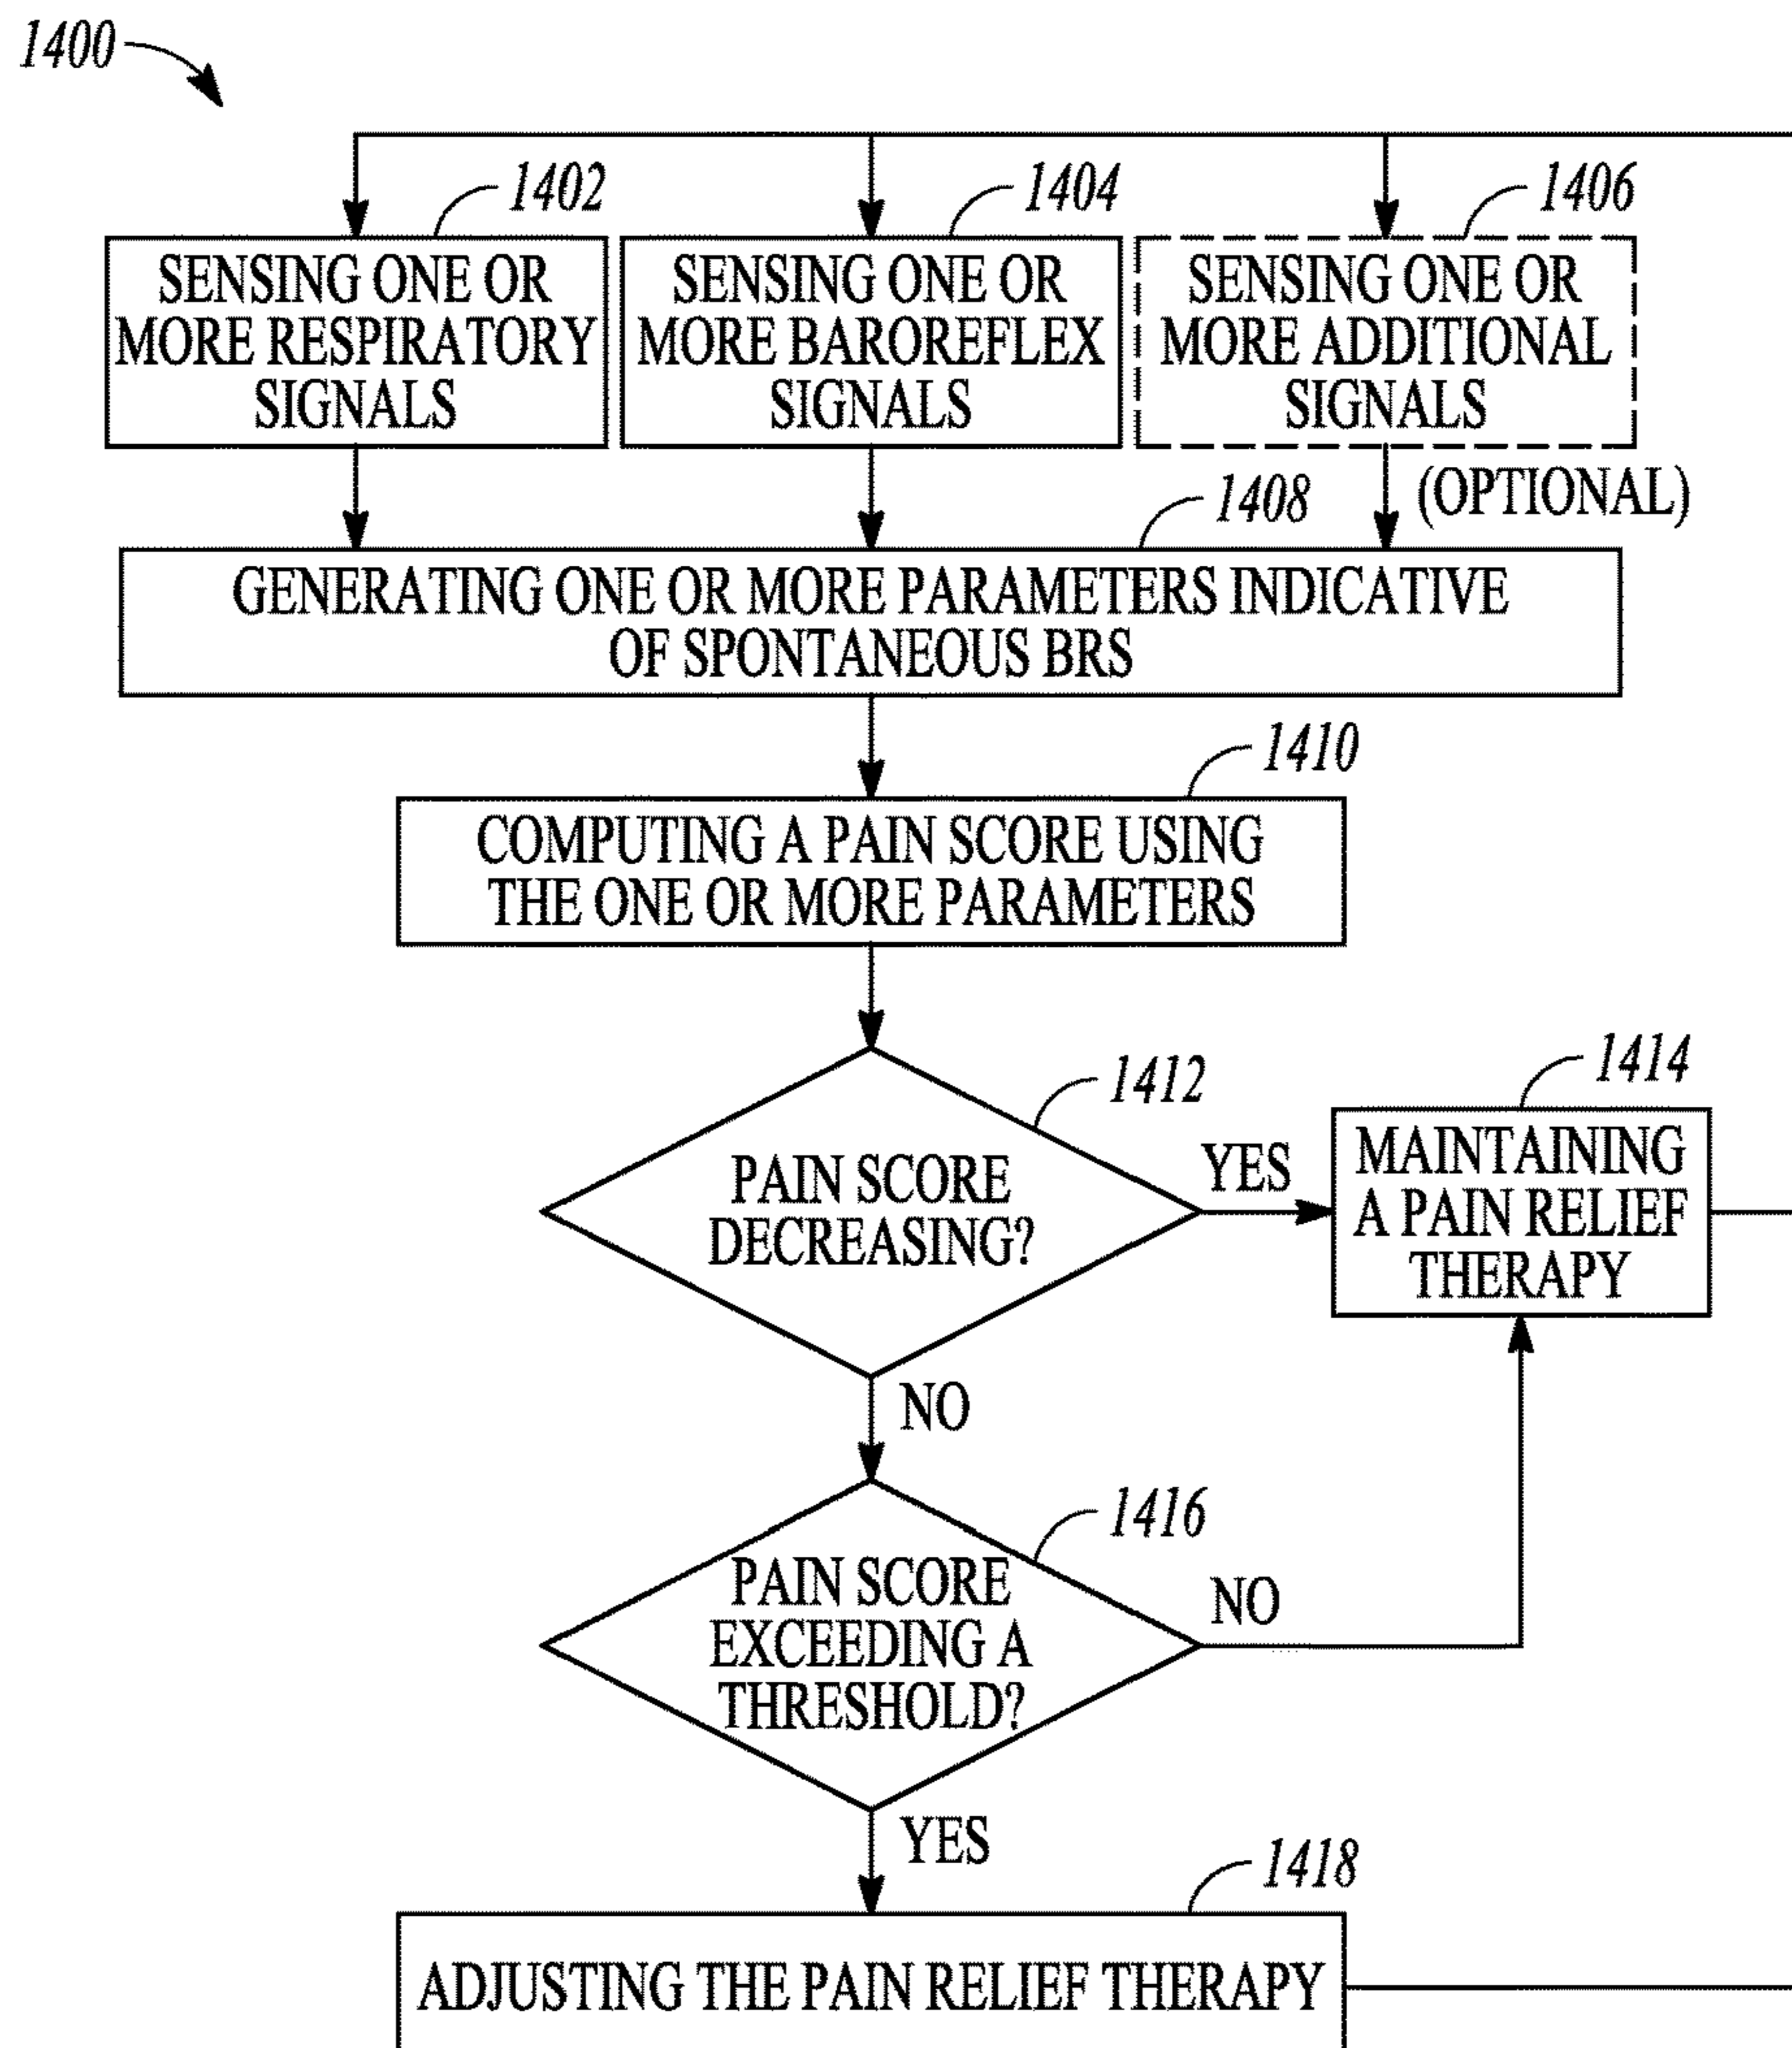 1400
1402
1404
1406
SENSING ONE OR
MORE RESPIRATORY
SIGNALS
SENSING ONE OR
MORE BAROREFLEX
SIGNALS
SENSING ONE OR
MORE ADDITIONAL
SIGNALS
(OPTIONAL)
1408
GENERATING ONE OR MORE PARAMETERS INDICATIVE
OF SPONTANEOUS BRS
1410
COMPUTING A PAIN SCORE USING
THE ONE OR MORE PARAMETERS
1412
PAIN SCORE
DECREASING?
YES
1414
MAINTAINING
A PAIN RELIEF
THERAPY
NO
1416
PAIN SCORE
EXCEEDING A
THRESHOLD?
NO
YES
1418
ADJUSTING THE PAIN RELIEF THERAPY